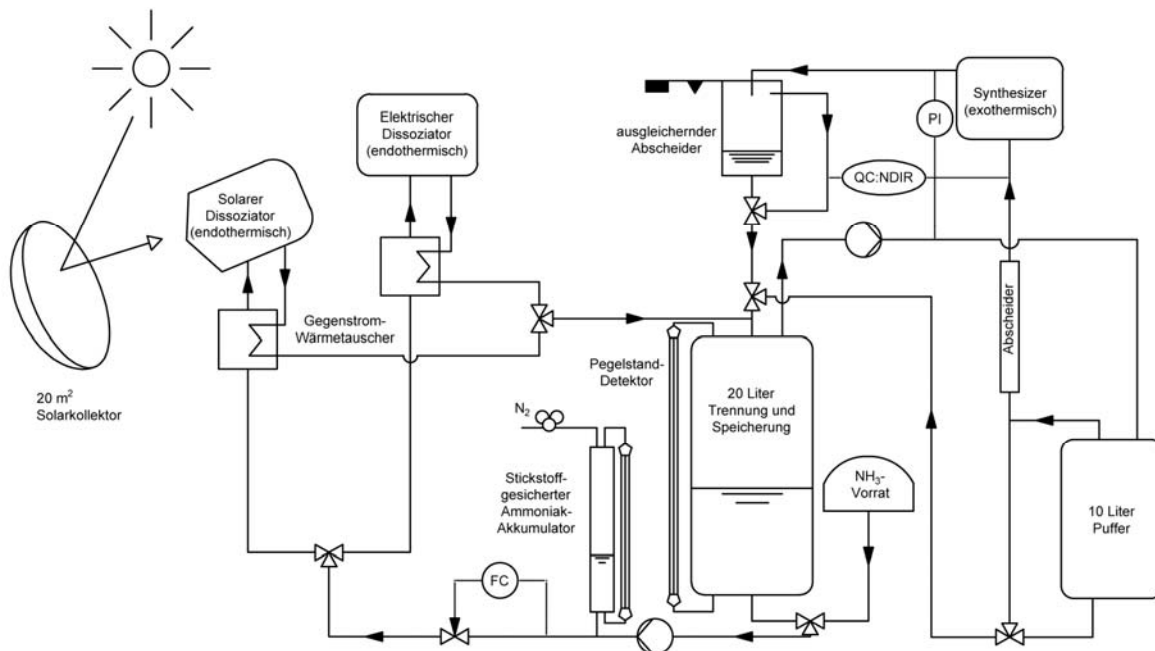 Elektrischer
Dissoziator
(endothermisch)
Synthesizer
(exothermisch)
PI
ausgleichernder
Abscheider
QC:NDIR
Solarer
Dissoziator
(endothermisch)
Gegenstrom-
Wärmetauscher
Abscheider
20 m²
Solarkollektor
Pegelstand-
Detektor
20 Liter
Trennung und
Speicherung
N₂
Stickstoff-
gesicherter
Ammoniak-
Akkumulator
NH₃-
Vorrat
10 Liter
Puffer
FC